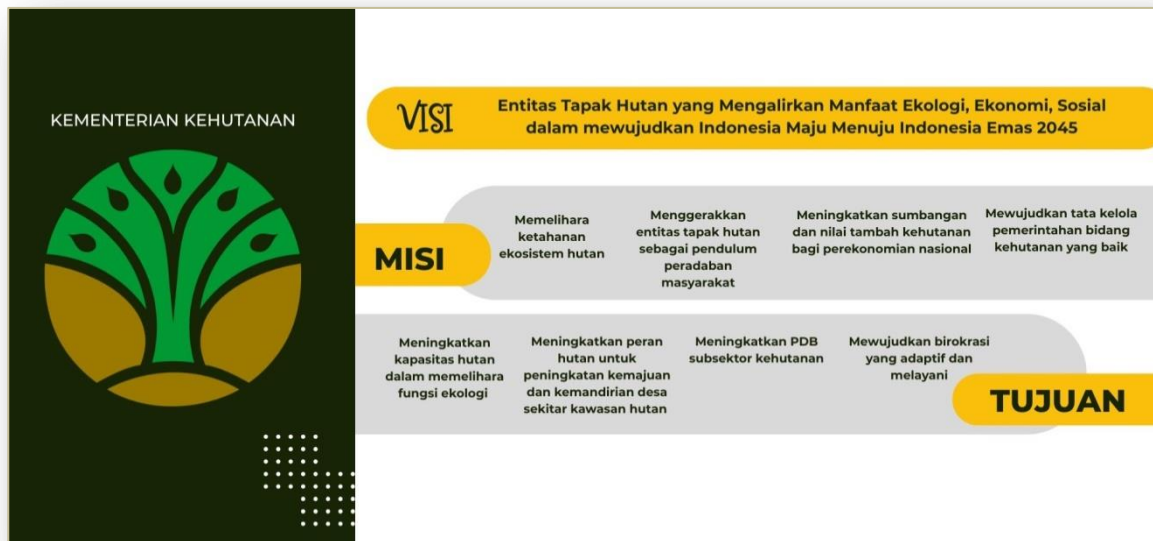 KEMENTERIAN KEHUTANAN
VISI
Entitas Tapak Hutan yang Mengalirkan Manfaat Ekologi, Ekonomi, Sosial
dalam mewujudkan Indonesia Maju Menuju Indonesia Emas 2045
MISI
Memelihara
ketahanan
ekosistem hutan
Menggerakkan
entitas tapak hutan
sebagai pendulum
peradaban
masyarakat
Meningkatkan sumbangan
dan nilai tambah kehutanan
bagi perekonomian nasional
Mewujudkan tata kelola
pemerintahan bidang
kehutanan yang baik
Meningkatkan
kapasitas hutan
dalam memelihara
fungsi ekologi
Meningkatkan peran
hutan untuk
peningkatan kemajuan
dan kemandirian desa
sekitar kawasan hutan
Meningkatkan PDB
subsektor kehutanan
Mewujudkan birokrasi
yang adaptif dan
melayani
TUJUAN